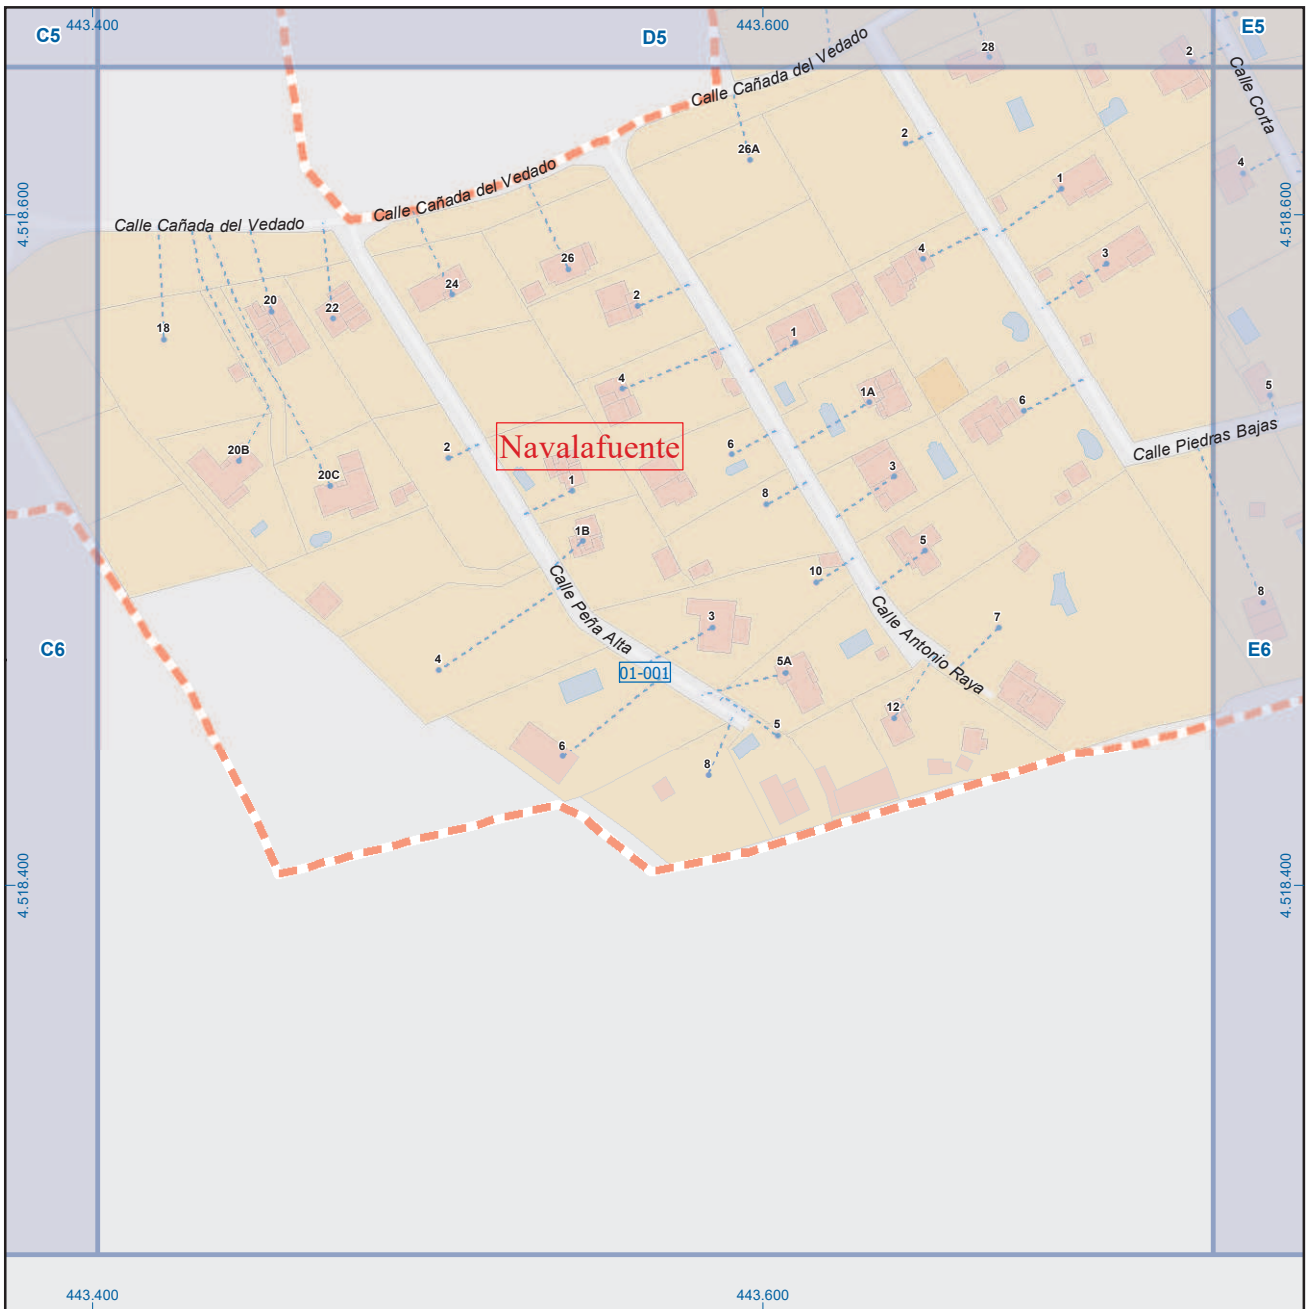 443.400
443.600
C5
D5
E5
Calle Cañada del Vedado
28
2
Calle Corta
26A
2
4
1
Calle Cañada del Vedado
Calle Cañada del Vedado
4.518.600
4.518.600
18
20
22
24
26
2
4
3
1
4
1A
6
5
Calle Piedras Bajas
20B
20C
2
Navalafuente
6
3
1
8
1B
5
10
8
Calle Peña Alta
Calle Antonio Raya
3
7
C6
E6
4
01-001
5A
12
5
6
8
4.518.400
4.518.400
443.400
443.600